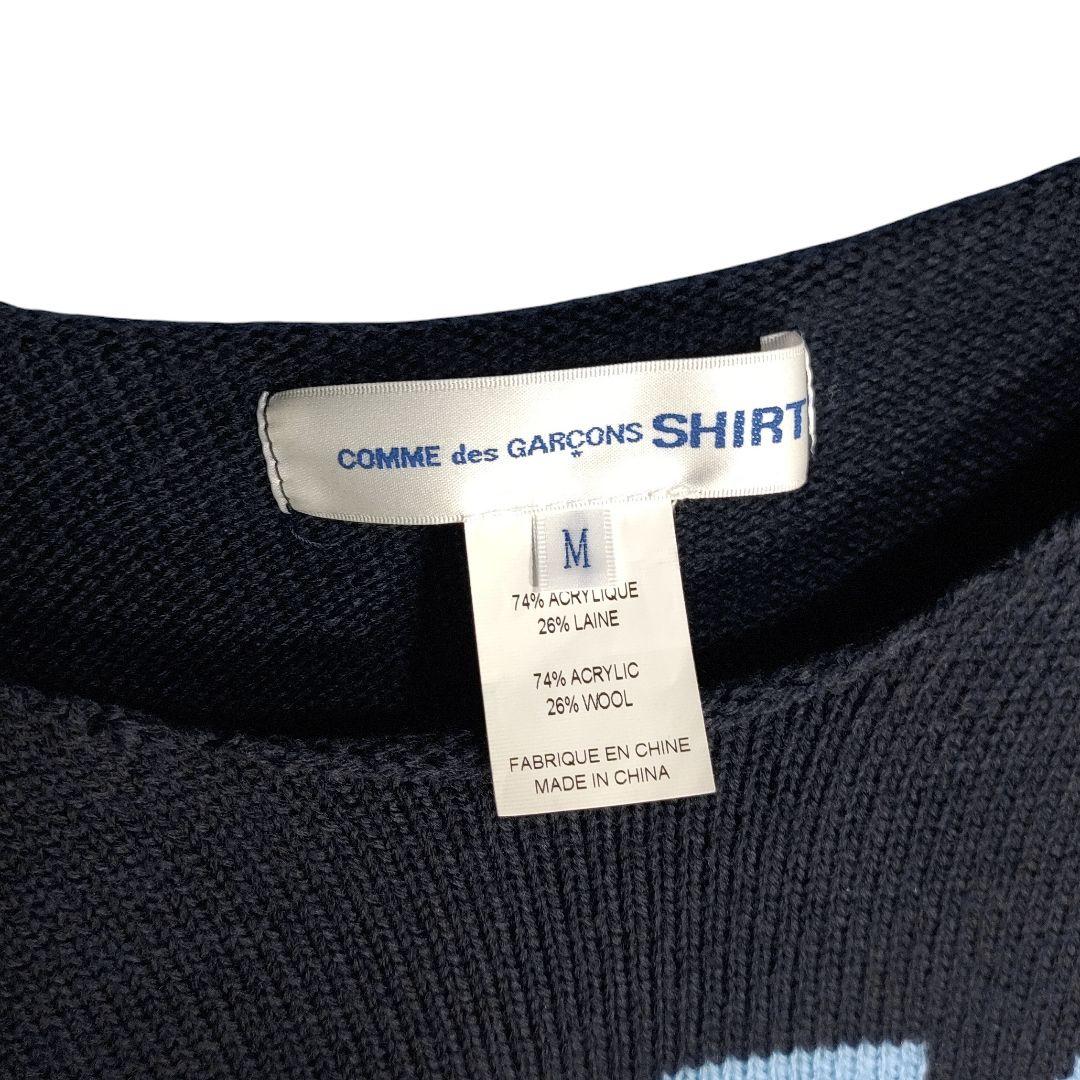 COMME des GARÇONS SHIRT
*
M
74% ACRYLIQUE
26% LAINE
74% ACRYLIC
26% WOOL
FABRIQUE EN CHINE
MADE IN CHINA